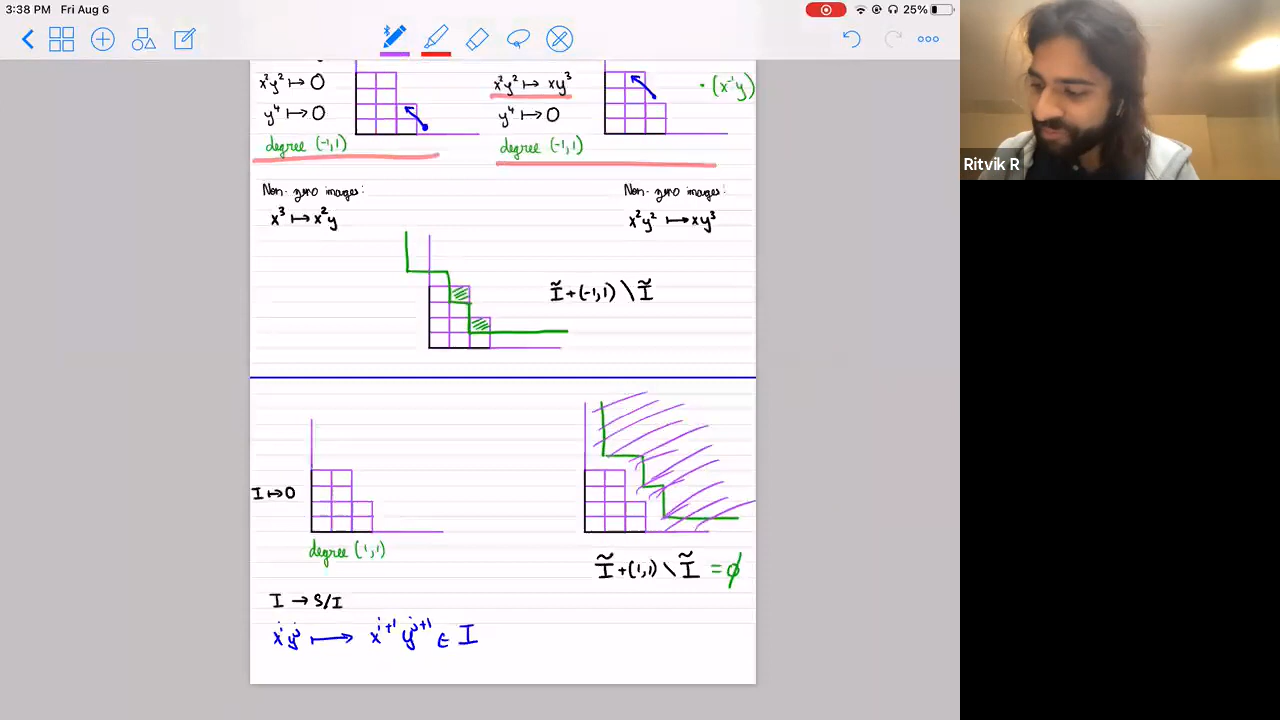 3:38 PM Fri Aug 6
25%
x²y² ↦ 0
y⁴ ↦ 0
degree (-1,1)
x²y² ↦ xy³
y⁴ ↦ 0
degree (-1,1)
· (x⁻¹y)
Ritvik R
Non-zero images:
x³ ↦ x²y
Non-zero images:
x²y² ↦ xy³
Ĩ+(-1,1) \ Ĩ
I ↦ 0
degree (1,1)
Ĩ+(1,1) \ Ĩ = ∅
I → S/I
xⁱyʲ ↦ xⁱ⁺¹ yʲ⁺¹ ∈ I